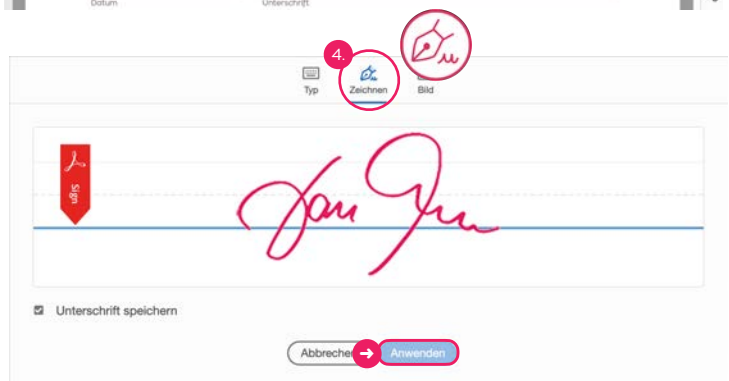 Datum Unterschrift
4.
Typ Zeichnen Bild
Sign
Unterschrift speichern
Abbrechen Anwenden